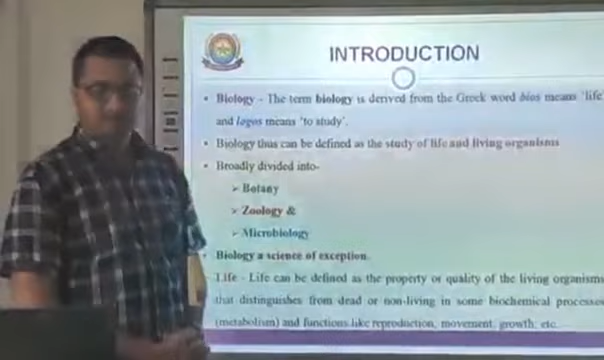 INTRODUCTION
• Biology - The term biology is derived from the Greek word bios means 'life'
and logos means 'to study'.
• Biology thus can be defined as the study of life and living organisms
• Broadly divided into-
➢ Botany
➢ Zoology &
➢ Microbiology
• Biology a science of exception.
Life - Life can be defined as the property or quality of the living organisms
that distinguishes from dead or non-living in some biochemical processes
(metabolism) and functions like reproduction, movement, growth, etc.